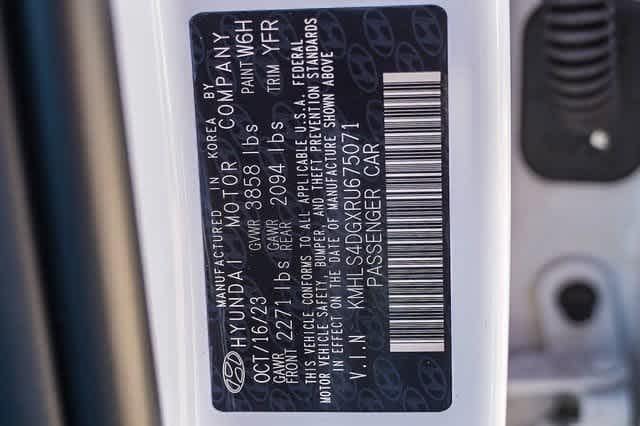 MANUFACTURED IN KOREA BY
HYUNDAI MOTOR COMPANY
OCT/16/23 GVWR 3858 lbs PAINT W6H
GAWR FRONT 2271 lbs GAWR REAR 2094 lbs TRIM YFR
THIS VEHICLE CONFORMS TO ALL APPLICABLE U.S.A. FEDERAL
MOTOR VEHICLE SAFETY, BUMPER, AND THEFT PREVENTION STANDARDS
IN EFFECT ON THE DATE OF MANUFACTURE SHOWN ABOVE
V.I.N KMHLS4DGXRU675071
PASSENGER CAR